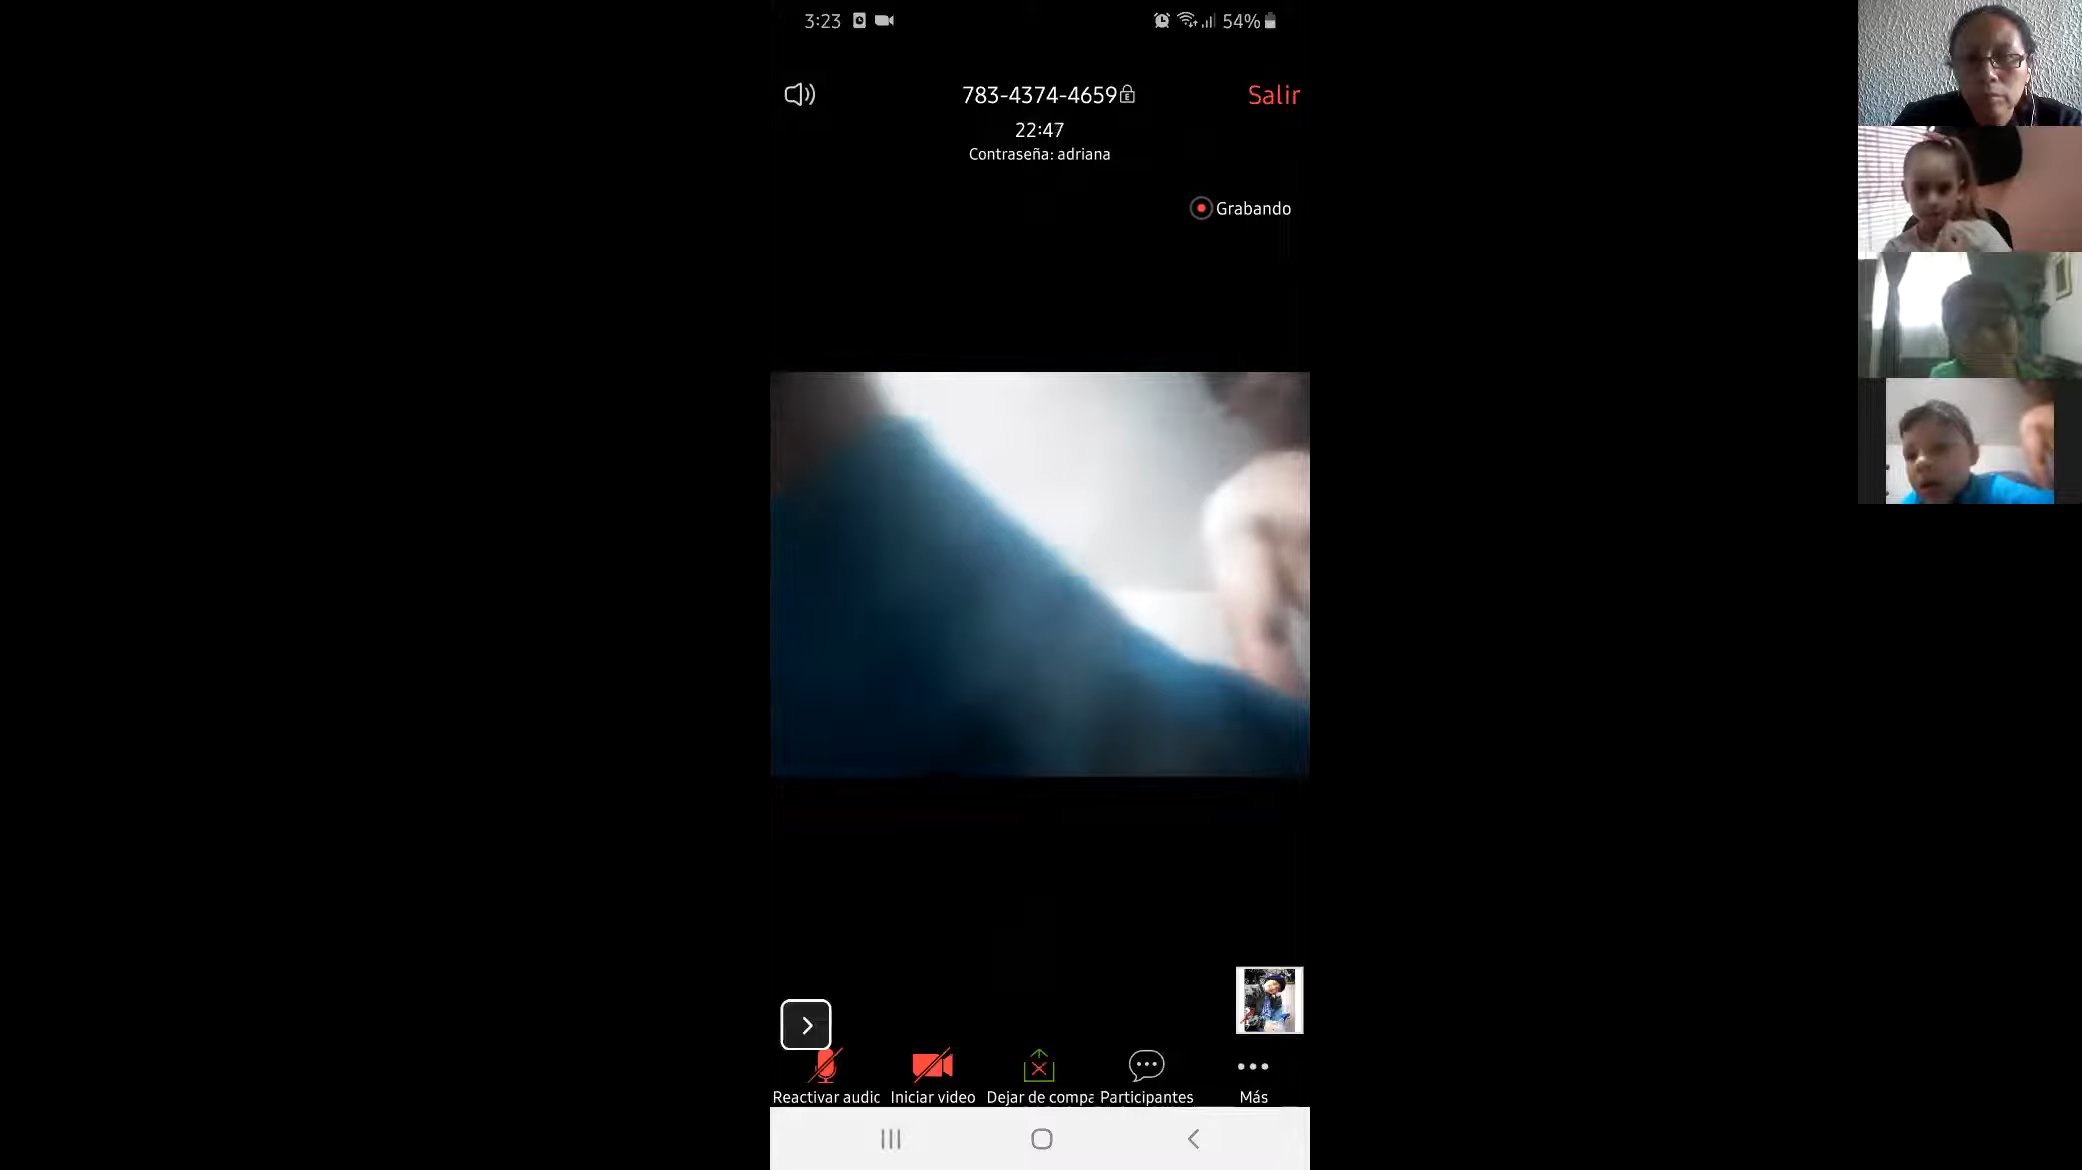 3:23 54%
783-4374-4659 Salir
22:47
Contraseña: adriana
Grabando
Reactivar audic Iniciar video Dejar de compa Participantes Más